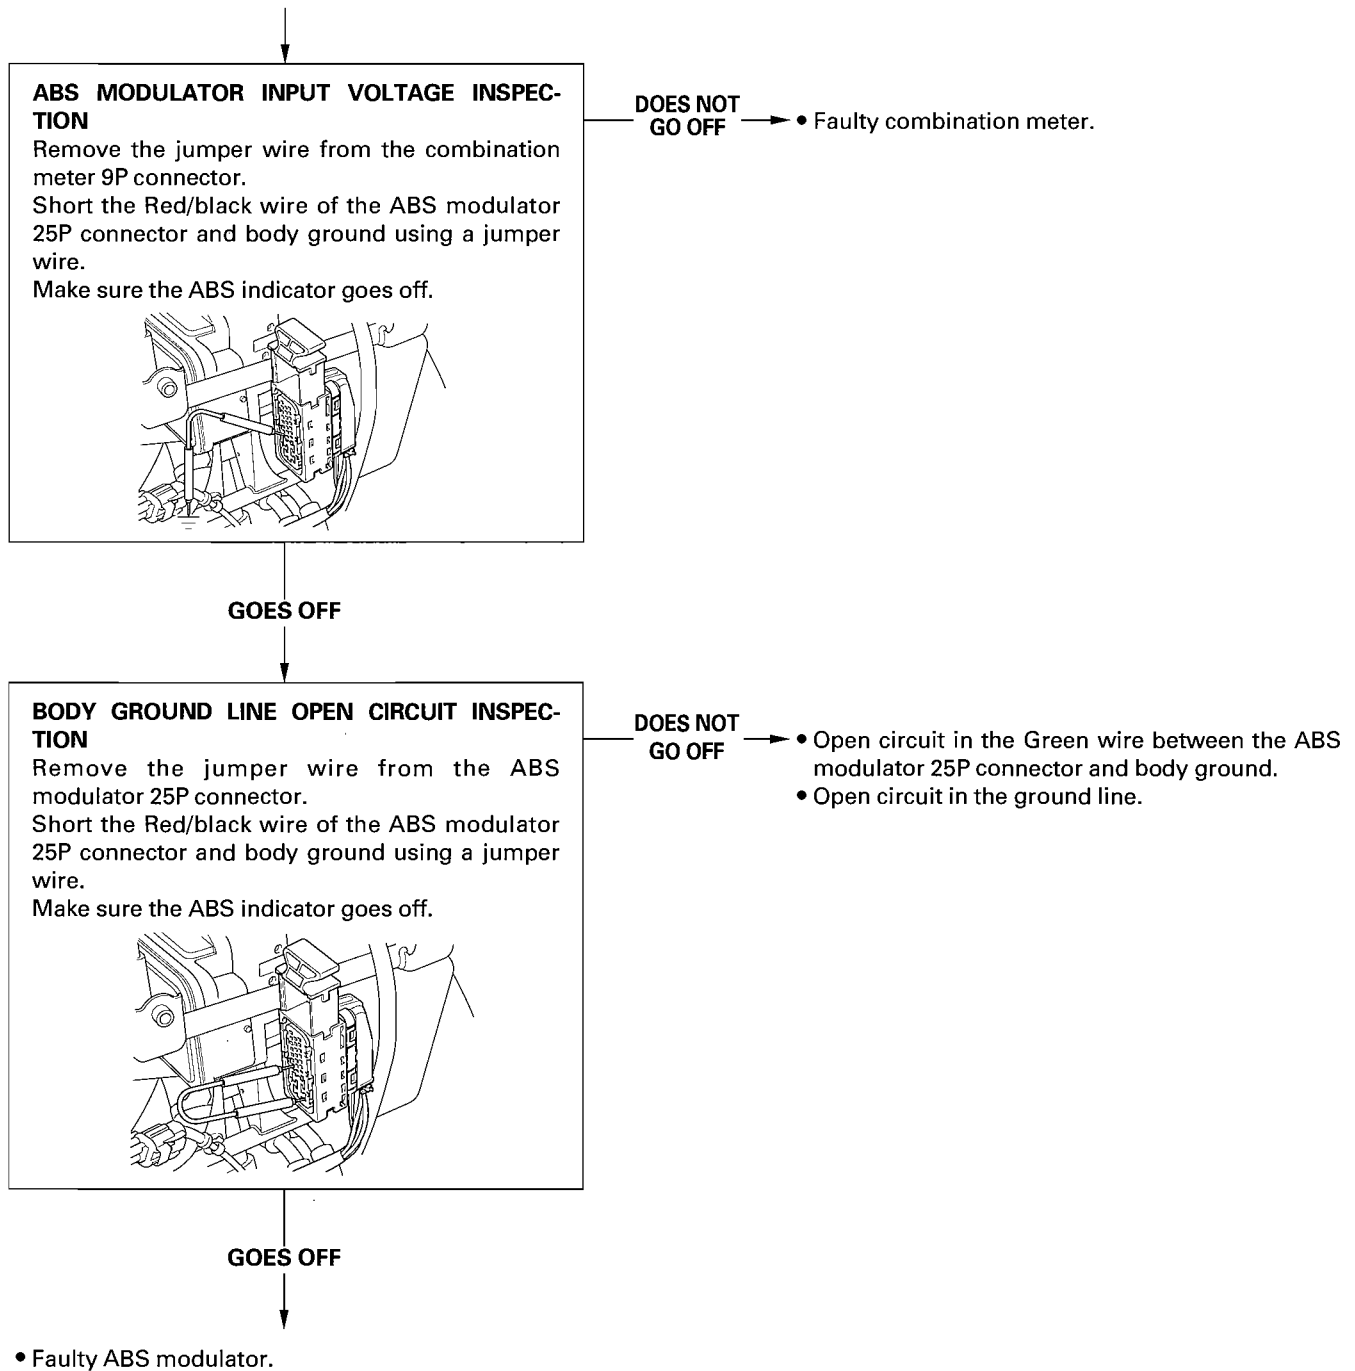 ABS MODULATOR INPUT VOLTAGE INSPEC-
TION
Remove the jumper wire from the combination
meter 9P connector.
Short the Red/black wire of the ABS modulator
25P connector and body ground using a jumper
wire.
Make sure the ABS indicator goes off.
DOES NOT
GO OFF
• Faulty combination meter.
GOES OFF
BODY GROUND LINE OPEN CIRCUIT INSPEC-
TION
Remove the jumper wire from the ABS
modulator 25P connector.
Short the Red/black wire of the ABS modulator
25P connector and body ground using a jumper
wire.
Make sure the ABS indicator goes off.
DOES NOT
GO OFF
• Open circuit in the Green wire between the ABS
modulator 25P connector and body ground.
• Open circuit in the ground line.
GOES OFF
• Faulty ABS modulator.